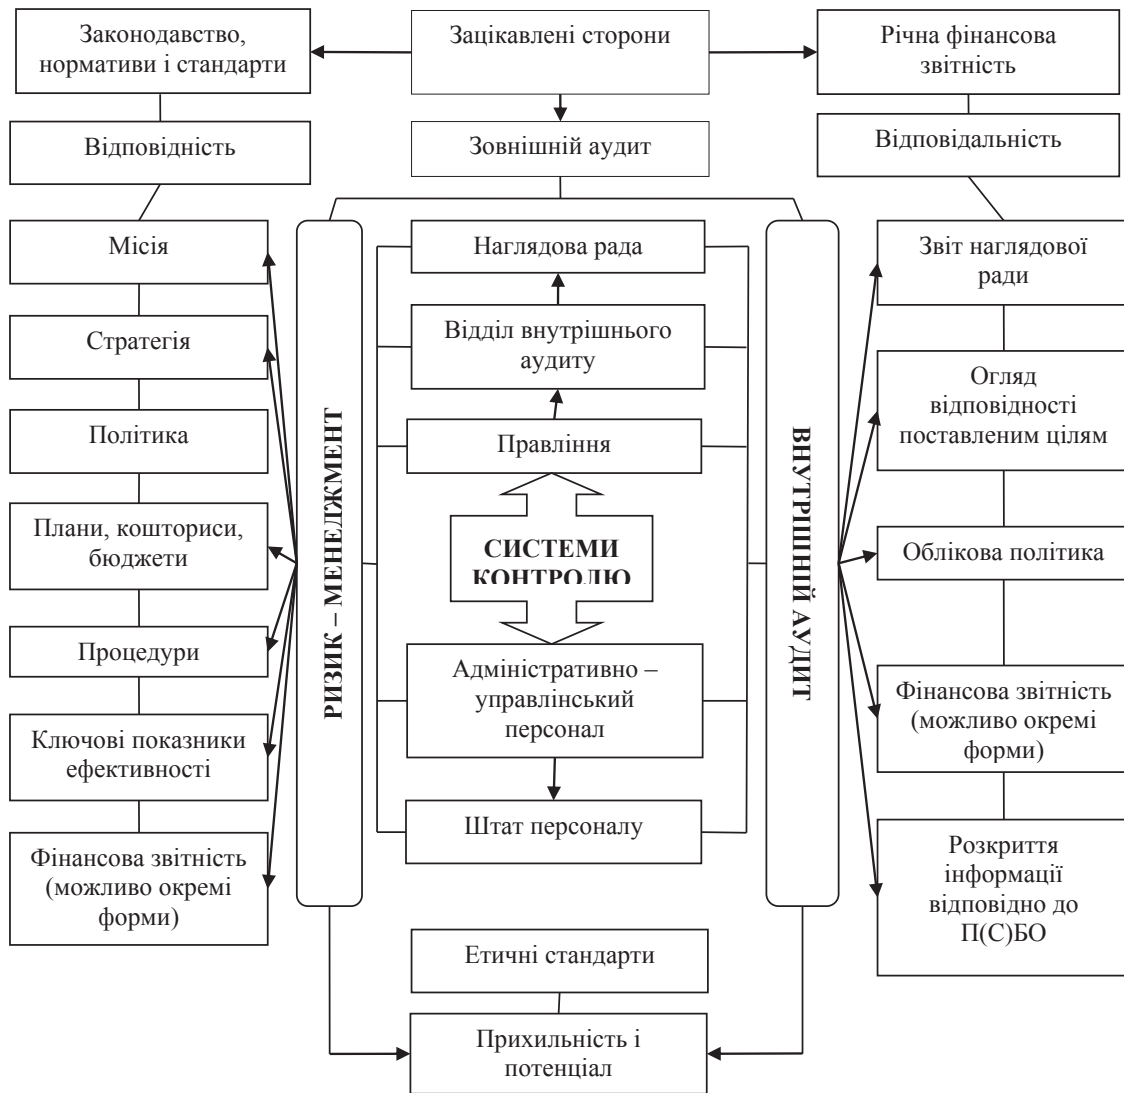 Законодавство,
нормативи і стандарти
Зацікавлені сторони
Річна фінансова
звітність
Відповідність
Зовнішній аудит
Відповідальність
Місія
Стратегія
Політика
Плани, кошториси,
бюджети
Процедури
Ключові показники
ефективності
Фінансова звітність
(можливо окремі
форми)
РИЗИК – МЕНЕДЖМЕНТ
Наглядова рада
Відділ внутрішнього
аудиту
Правління
СИСТЕМИ
КОНТРОЛЮ
Адміністративно –
управлінський
персонал
Штат персоналу
ВНУТРІШНІЙ АУДИТ
Звіт наглядової
ради
Огляд
відповідності
поставленим цілям
Облікова політика
Фінансова звітність
(можливо окремі
форми)
Розкриття
інформації
відповідно до
П(С)БО
Етичні стандарти
Прихильність і
потенціал